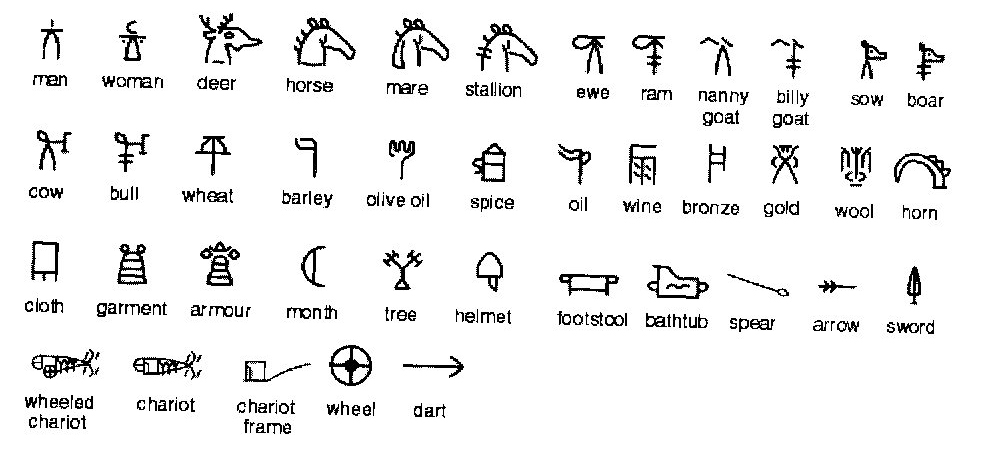 man woman deer horse mare stallion ewe ram nanny goat billy goat sow boar
cow bull wheat barley olive oil spice oil wine bronze gold wool horn
cloth garment armour month tree helmet footstool bathtub spear arrow sword
wheeled chariot chariot chariot frame wheel dart